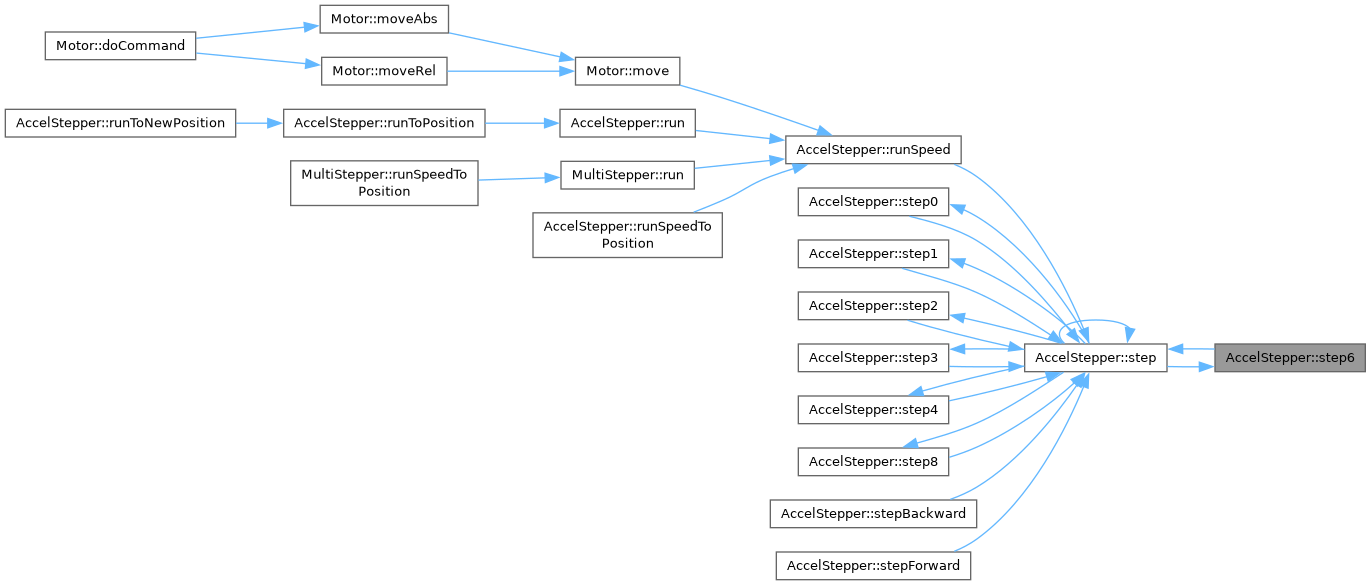 Motor::moveAbs
Motor::doCommand
Motor::moveRel
Motor::move
AccelStepper::runToNewPosition
AccelStepper::runToPosition
AccelStepper::run
AccelStepper::runSpeed
MultiStepper::runSpeedTo
Position
MultiStepper::run
AccelStepper::runSpeedTo
Position
AccelStepper::step0
AccelStepper::step1
AccelStepper::step2
AccelStepper::step3
AccelStepper::step
AccelStepper::step6
AccelStepper::step4
AccelStepper::step8
AccelStepper::stepBackward
AccelStepper::stepForward